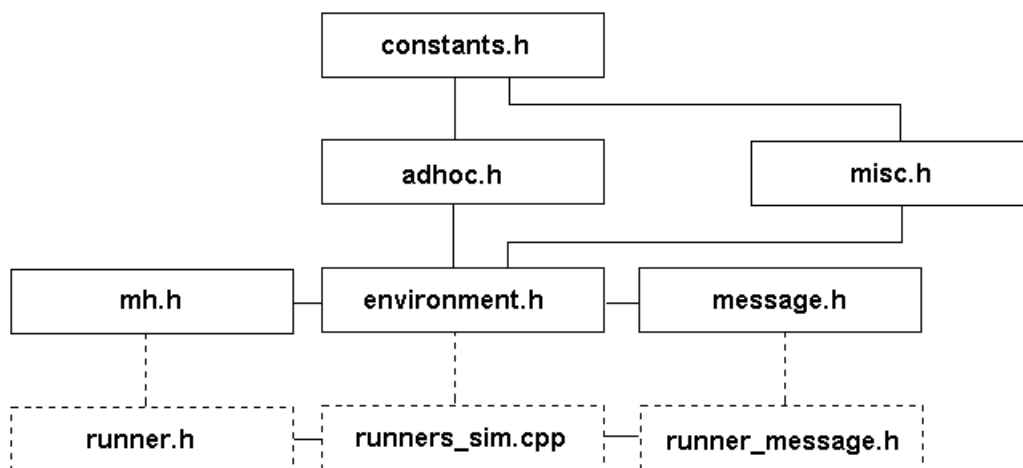 constants.h
adhoc.h
misc.h
mh.h
environment.h
message.h
runner.h
runners_sim.cpp
runner_message.h